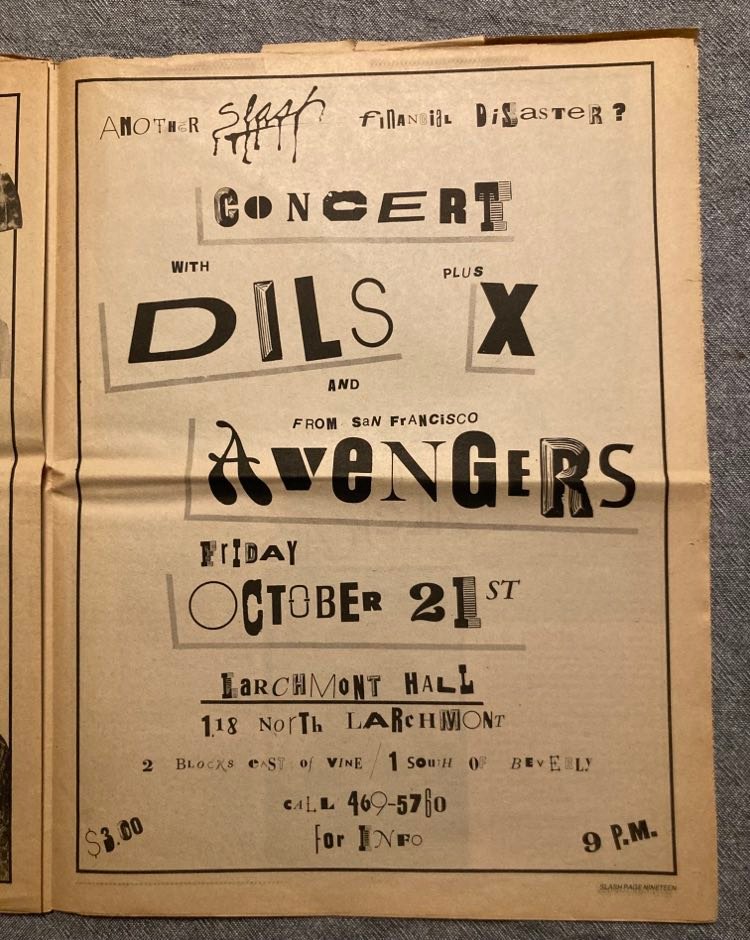 ANOTHER Slash FINANCIAL DISASTER?
CONCERT
WITH
PLUS
DILS X
AND
FROM SAN FRANCISCO
AVENGERS
FRIDAY
OCTOBER 21ST
LARCHMONT HALL
118 NORTH LARCHMONT
2 BLOCKS EAST OF VINE / 1 SOUTH OF BEVERLY
CALL 469-5760
FOR INFO
$3.00
9 P.M.
SLASH PAGE NINETEEN